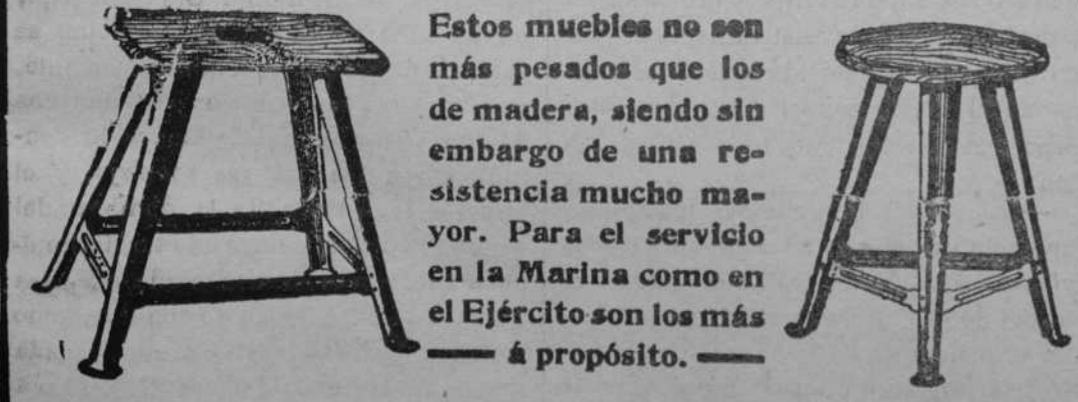 Estos muebles no son
más pesados que los
de madera, siendo sin
embargo de una re-
sistencia mucho ma-
yor. Para el servicio
en la Marina como en
el Ejército son los más
á propósito.